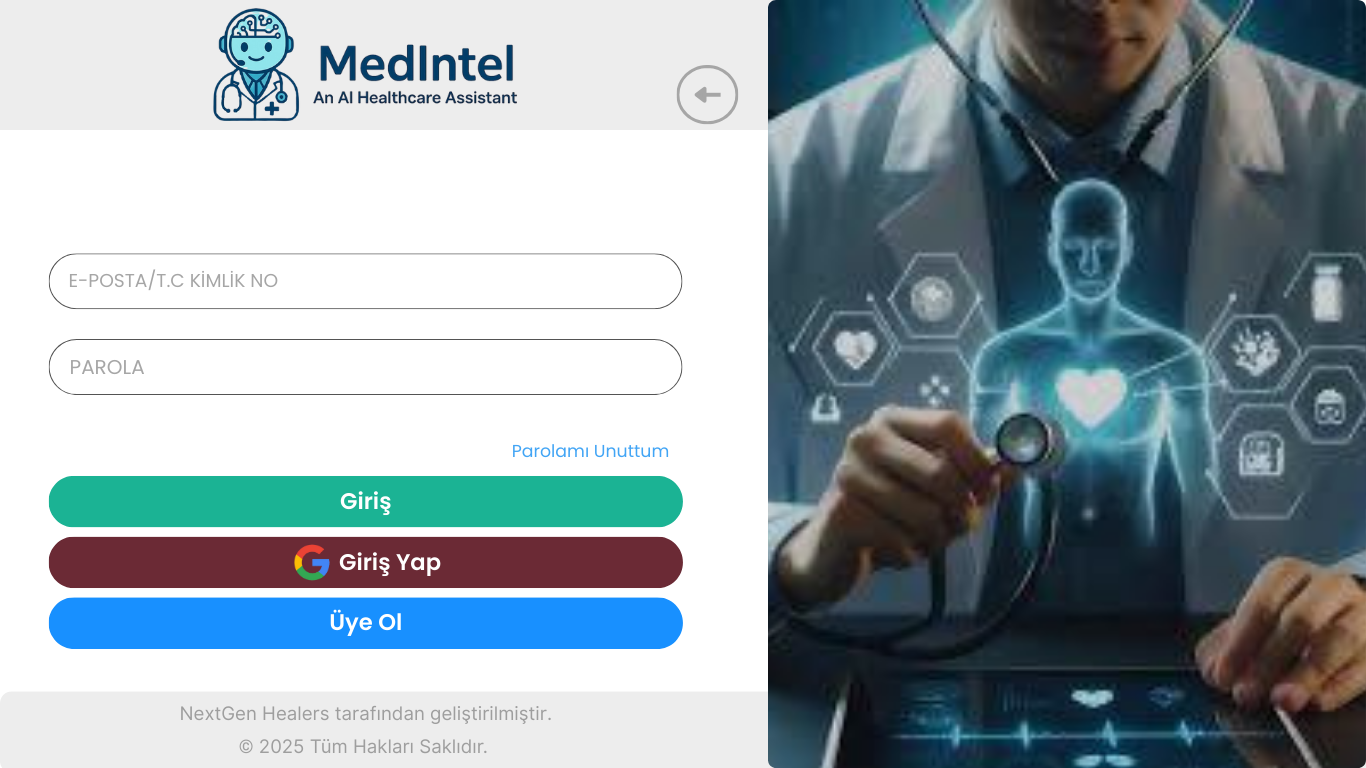 MedIntel
An AI Healthcare Assistant
E-POSTA/T.C KİMLİK NO
PAROLA
Parolamı Unuttum
Giriş
Giriş Yap
Üye Ol
NextGen Healers tarafından geliştirilmiştir.
© 2025 Tüm Hakları Saklıdır.